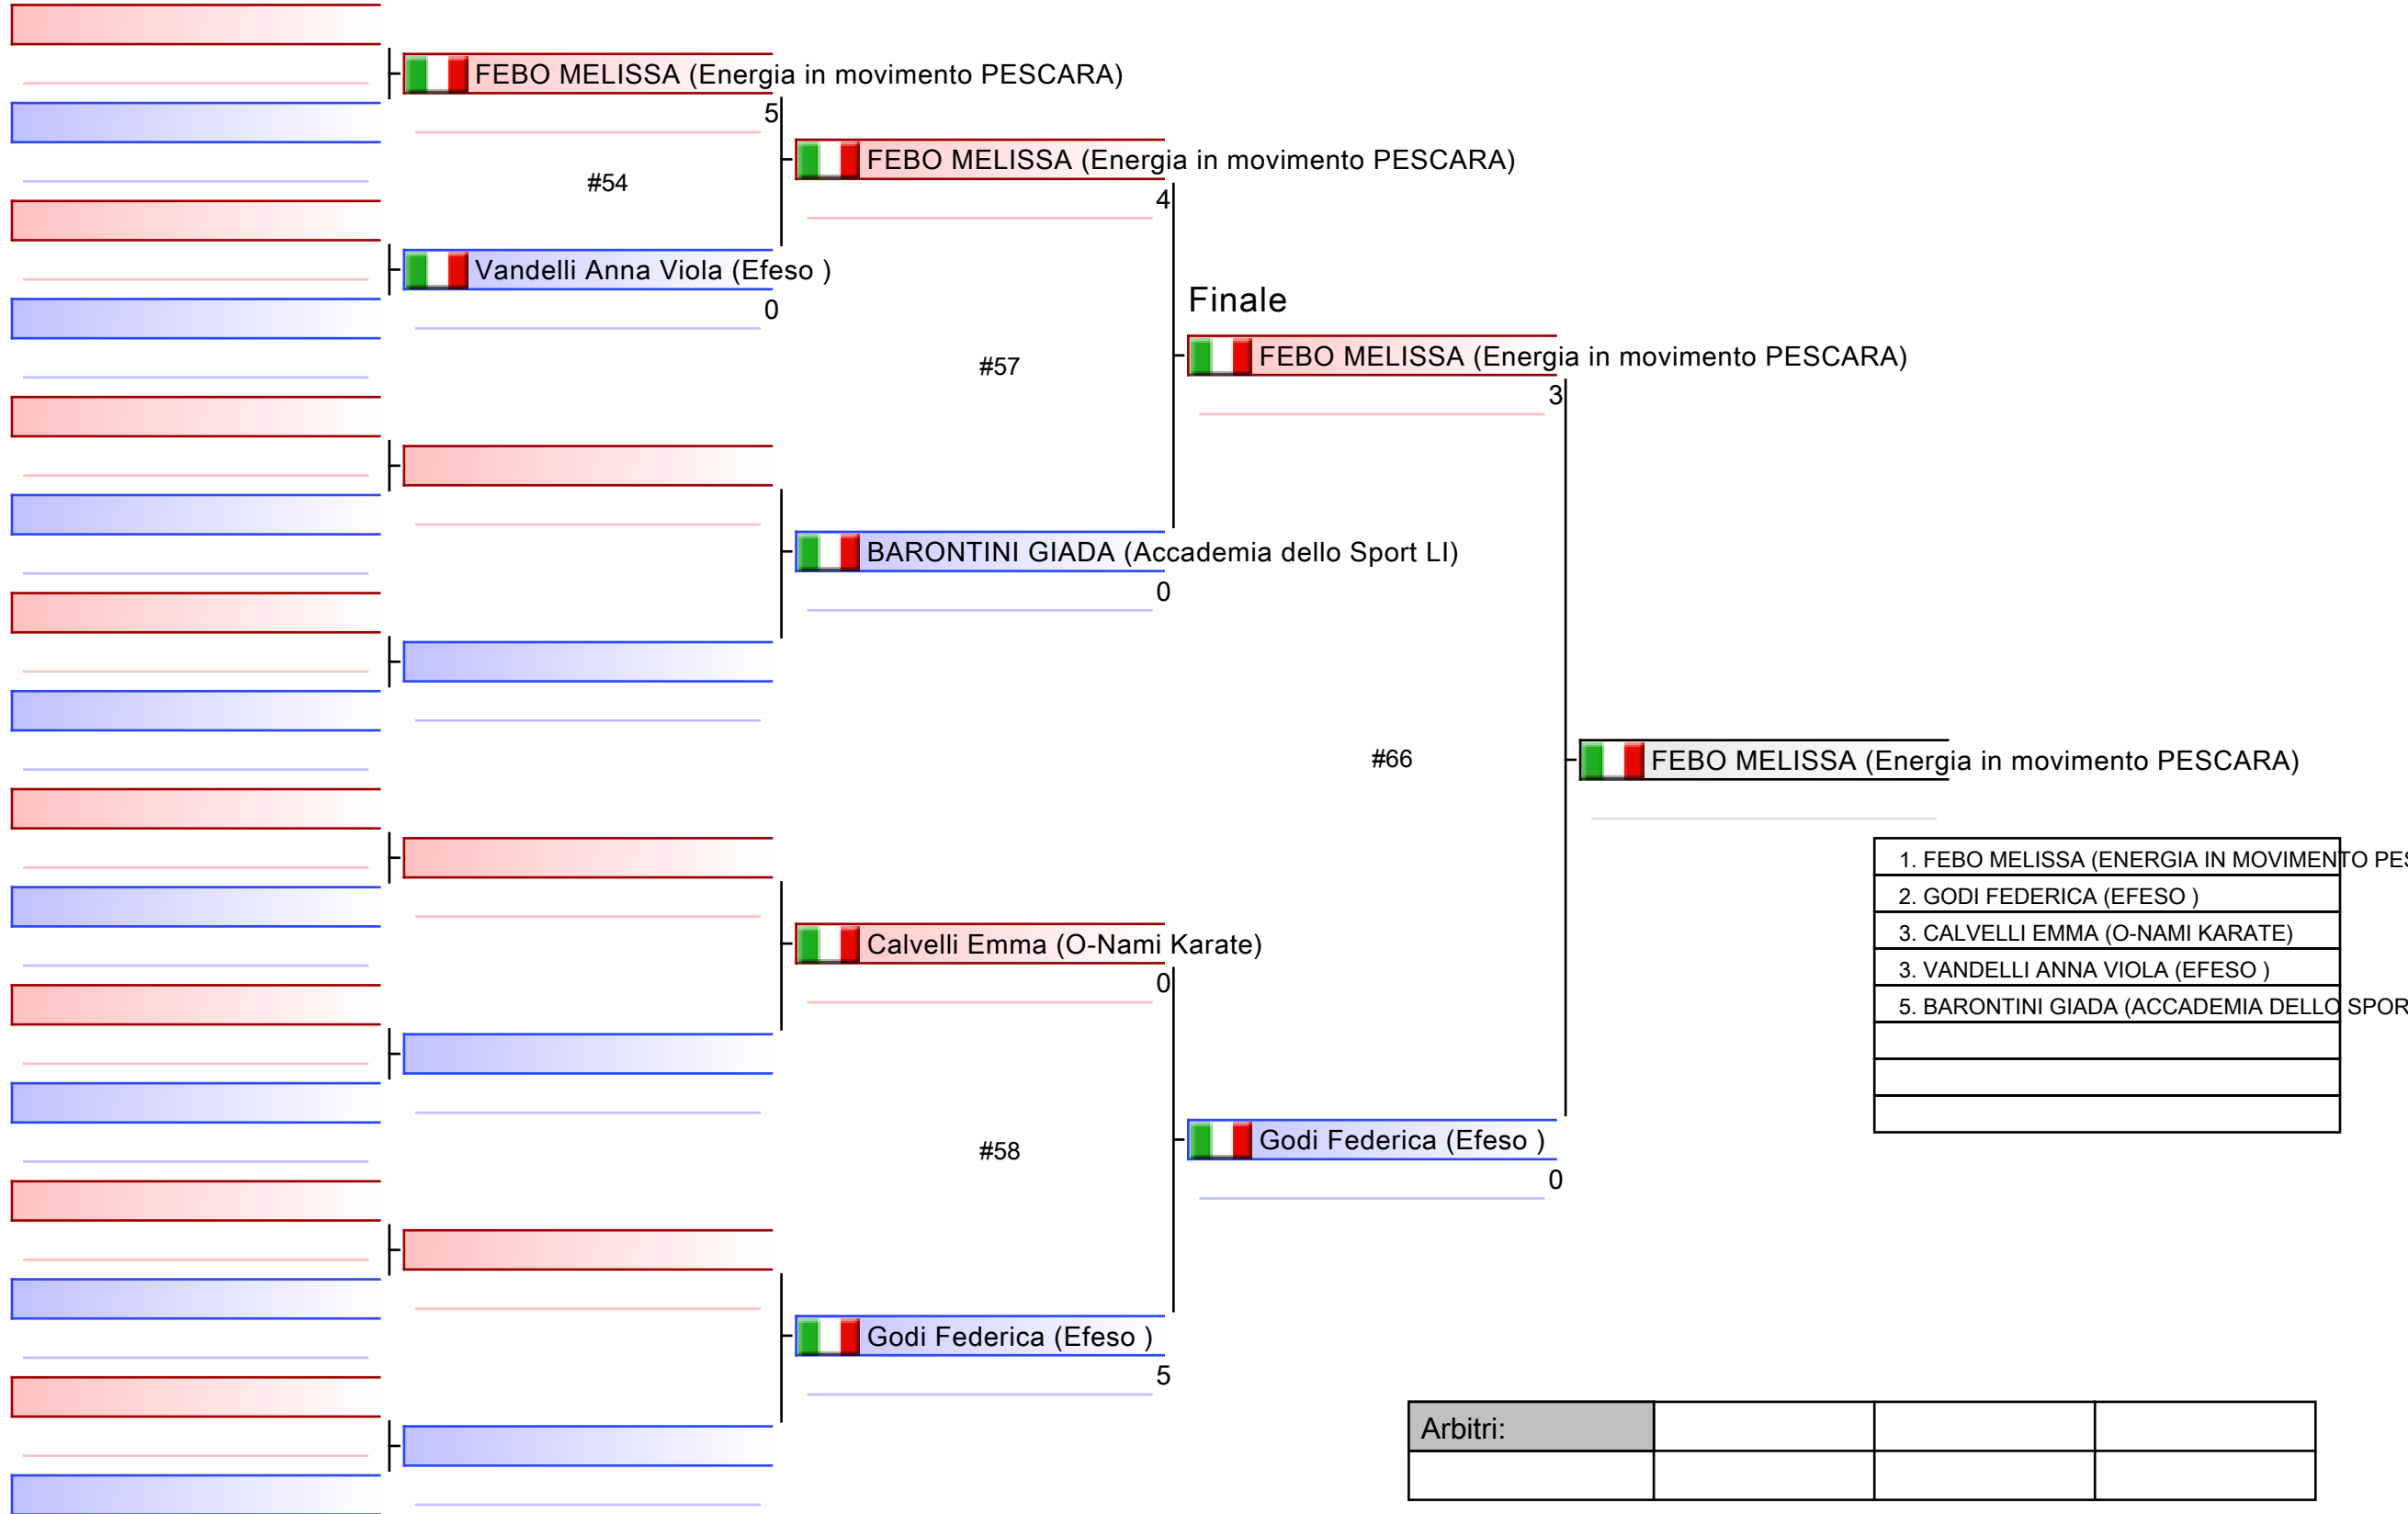 FEBO MELISSA (Energia in movimento PESCARA)
5
FEBO MELISSA (Energia in movimento PESCARA)
4
#54
Vandelli Anna Viola (Efeso )
0
Finale
FEBO MELISSA (Energia in movimento PESCARA)
3
#57
BARONTINI GIADA (Accademia dello Sport LI)
0
#66
FEBO MELISSA (Energia in movimento PESCARA)
1. FEBO MELISSA (ENERGIA IN MOVIMENTO PES
2. GODI FEDERICA (EFESO )
3. CALVELLI EMMA (O-NAMI KARATE)
3. VANDELLI ANNA VIOLA (EFESO )
5. BARONTINI GIADA (ACCADEMIA DELLO SPOR
Calvelli Emma (O-Nami Karate)
0
#58
Godi Federica (Efeso )
0
Godi Federica (Efeso )
5
Arbitri: